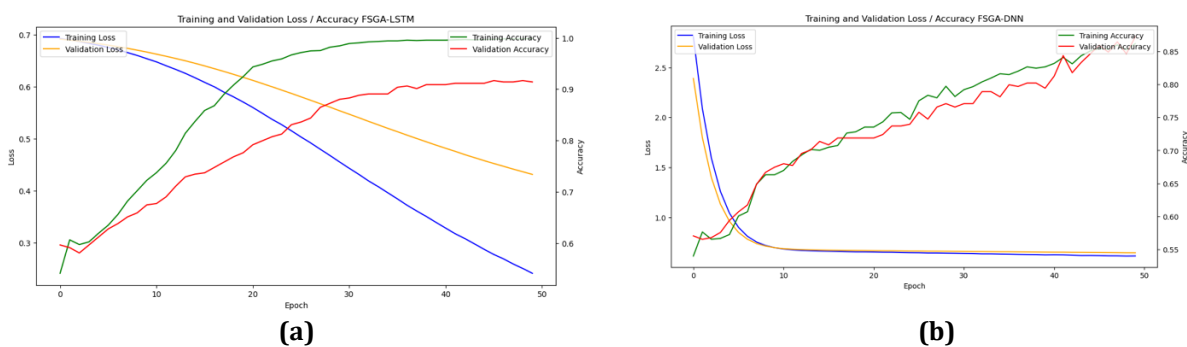 Training and Validation Loss / Accuracy FSGA-LSTM
Training Loss
Validation Loss
Training Accuracy
Validation Accuracy
0.7
0.6
0.5
0.4
0.3
Loss
1.0
0.9
0.8
0.7
0.6
Accuracy
0 10 20 30 40 50
Epoch
(a)
Training and Validation Loss / Accuracy FSGA-DNN
Training Loss
Validation Loss
Training Accuracy
Validation Accuracy
2.5
2.0
1.5
1.0
Loss
0.85
0.80
0.75
0.70
0.65
0.60
0.55
Accuracy
0 10 20 30 40 50
Epoch
(b)